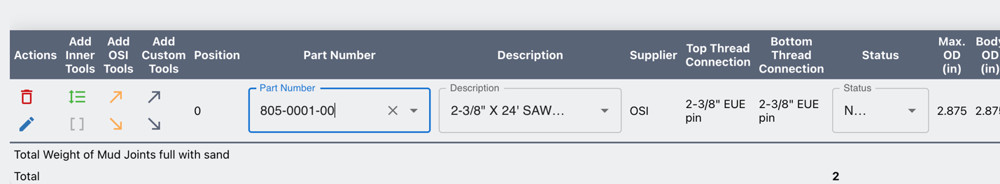 Actions
Add Inner Tools
Add OSI Tools
Add Custom Tools
Position
Part Number
Description
Supplier
Top Thread Connection
Bottom Thread Connection
Status
Max. OD (in)
Body OD (in)
0
Part Number
805-0001-00
Description
2-3/8" X 24' SAW...
OSI
2-3/8" EUE pin
2-3/8" EUE pin
Status
N...
2.875
2.875
Total Weight of Mud Joints full with sand
Total
2